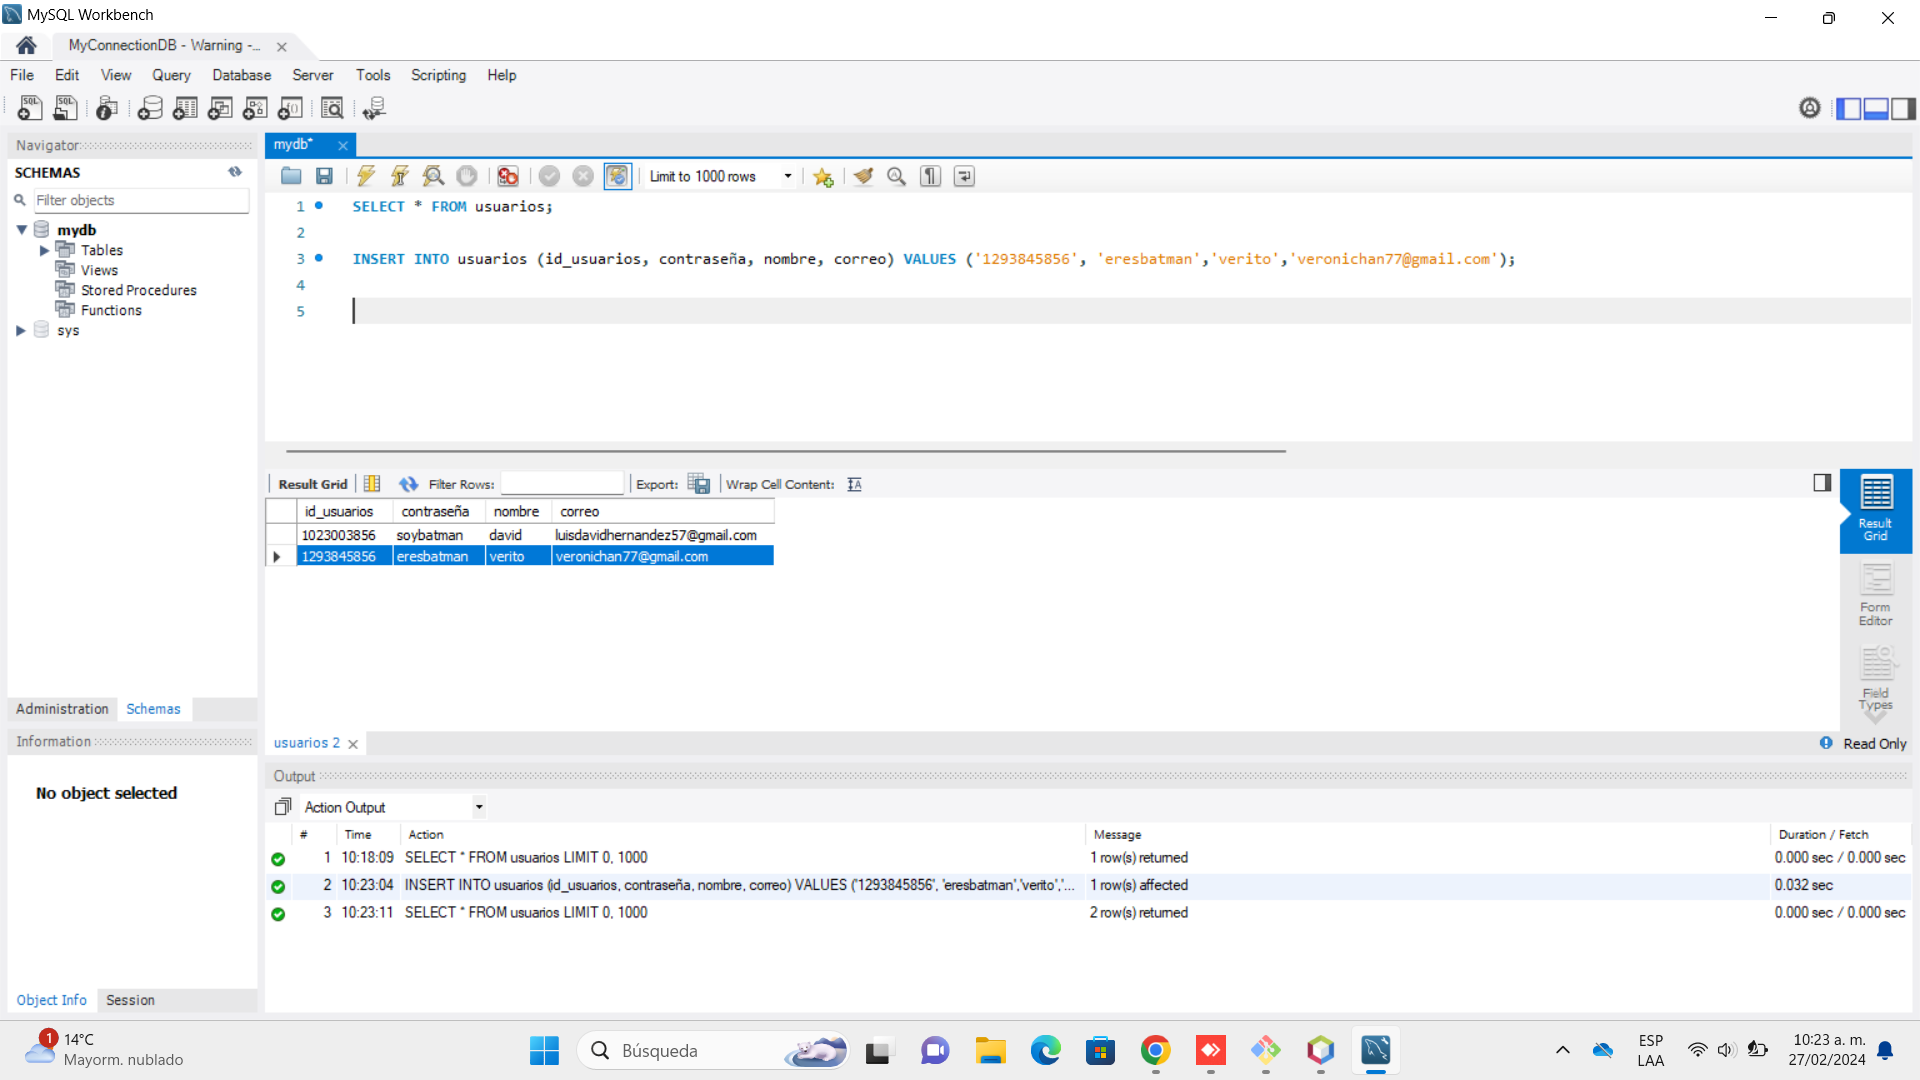 MySQL Workbench
MyConnectionDB - Warning -...
File Edit View Query Database Server Tools Scripting Help
Navigator
SCHEMAS
Filter objects
mydb
Tables
Views
Stored Procedures
Functions
sys
Administration Schemas
Information
No object selected
Object Info Session
mydb*
Limit to 1000 rows
1 SELECT * FROM usuarios;
2
3 INSERT INTO usuarios (id_usuarios, contraseña, nombre, correo) VALUES ('1293845856', 'eresbatman','verito','veronichan77@gmail.com');
4
5
Result Grid Filter Rows: Export: Wrap Cell Content:
id_usuarios contraseña nombre correo
1023003856 soybatman david luisdavidhernandez57@gmail.com
1293845856 eresbatman verito veronichan77@gmail.com
Result
Grid
Form
Editor
Field
Types
usuarios 2
Read Only
Output
Action Output
# Time Action Message Duration / Fetch
1 10:18:09 SELECT * FROM usuarios LIMIT 0, 1000 1 row(s) returned 0.000 sec / 0.000 sec
2 10:23:04 INSERT INTO usuarios (id_usuarios, contraseña, nombre, correo) VALUES ('1293845856', 'eresbatman','verito','... 1 row(s) affected 0.032 sec
3 10:23:11 SELECT * FROM usuarios LIMIT 0, 1000 2 row(s) returned 0.000 sec / 0.000 sec
1
14°C
Mayorm. nublado
Búsqueda
ESP
LAA
10:23 a. m.
27/02/2024